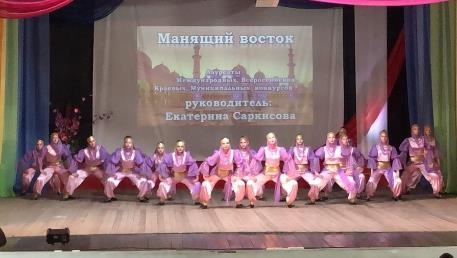 Манящий восток
Лауреаты
Международных, Всероссийских
Краевых, Муниципальных конкурсов
руководитель:
Екатерина Саркисова